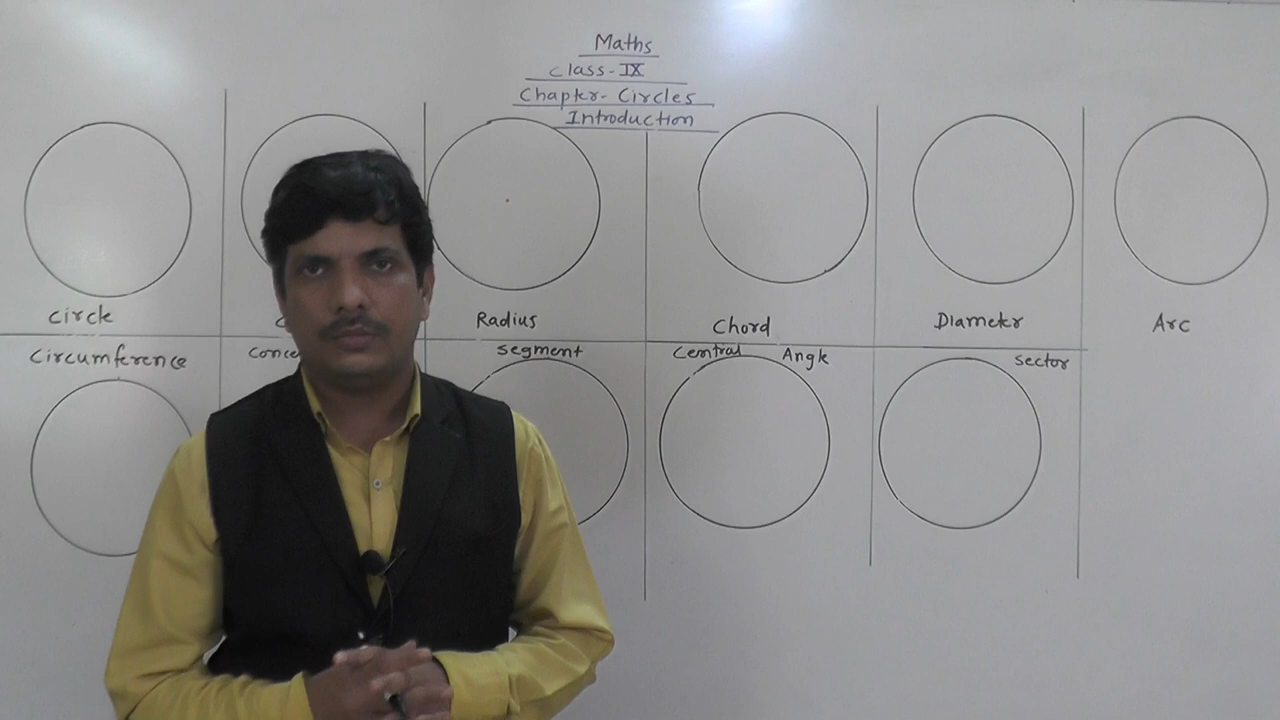 Maths
Class-IX
Chapter- Circles
Introduction
Circle
Radius
Chord
Diameter
Arc
Circumference
Segment
Central Angle
Sector